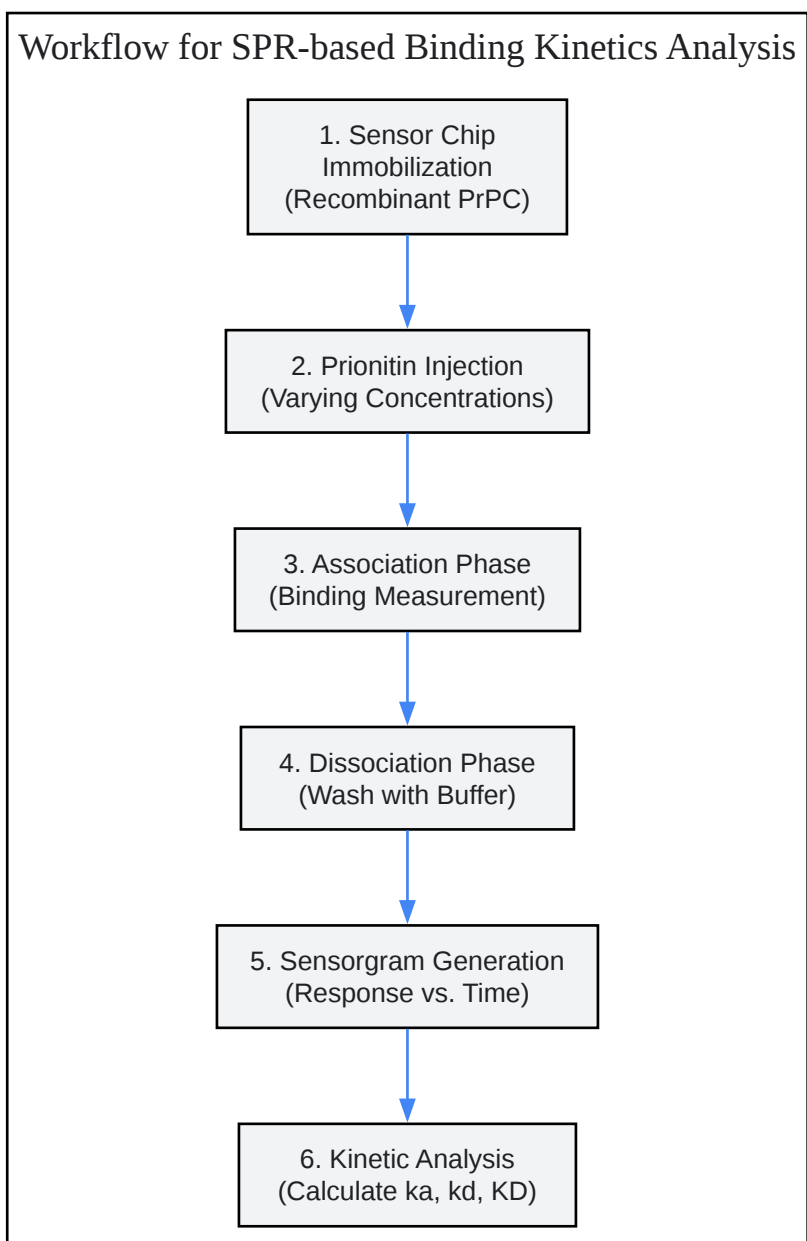 Workflow for SPR-based Binding Kinetics Analysis
1. Sensor Chip
Immobilization
(Recombinant PrPC)
2. Prionitin Injection
(Varying Concentrations)
3. Association Phase
(Binding Measurement)
4. Dissociation Phase
(Wash with Buffer)
5. Sensorgram Generation
(Response vs. Time)
6. Kinetic Analysis
(Calculate ka, kd, KD)